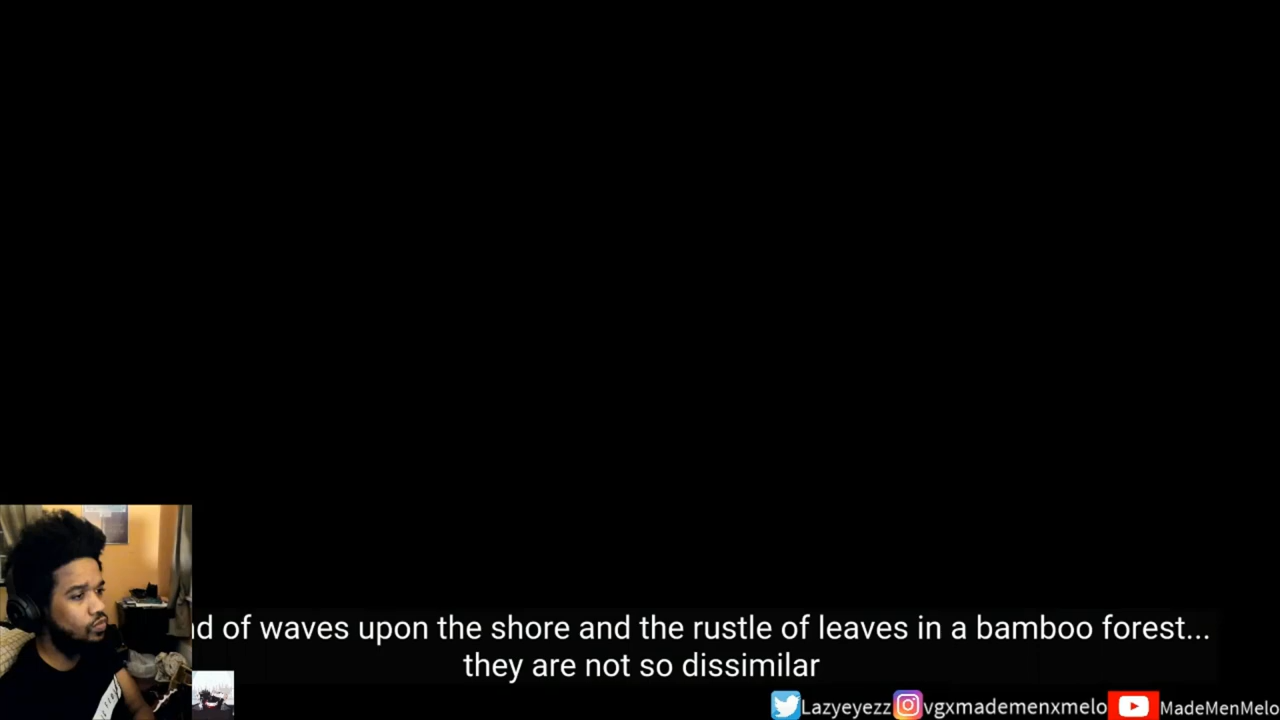 of waves upon the shore and the rustle of leaves in a bamboo forest...
they are not so dissimilar
Lazyeyezz vgxmademenxmelo MadeMenMelo